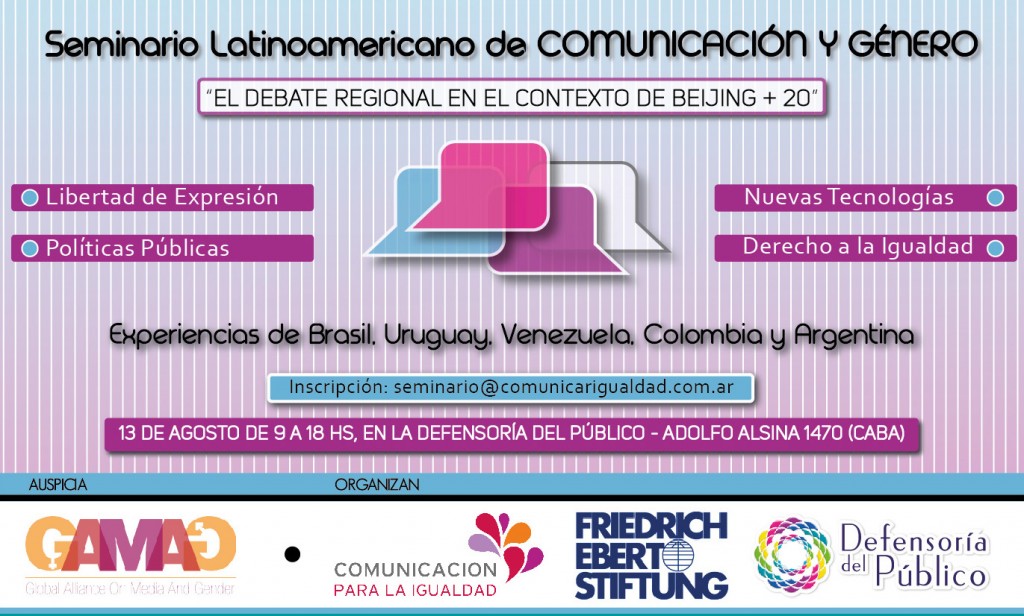 Seminario Latinoamericano de COMUNICACIÓN Y GÉNERO
“EL DEBATE REGIONAL EN EL CONTEXTO DE BEIJING + 20”
Libertad de Expresión
Políticas Públicas
Nuevas Tecnologías
Derecho a la Igualdad
Experiencias de Brasil, Uruguay, Venezuela, Colombia y Argentina
Inscripción: seminario@comunicarigualdad.com.ar
13 DE AGOSTO DE 9 A 18 HS, EN LA DEFENSORÍA DEL PÚBLICO - ADOLFO ALSINA 1470 (CABA)
AUSPICIA
GAMAG
Global Alliance On Media And Gender
ORGANIZAN
COMUNICACION
PARA LA IGUALDAD
FRIEDRICH
EBERT
STIFTUNG
Defensoría
del Público